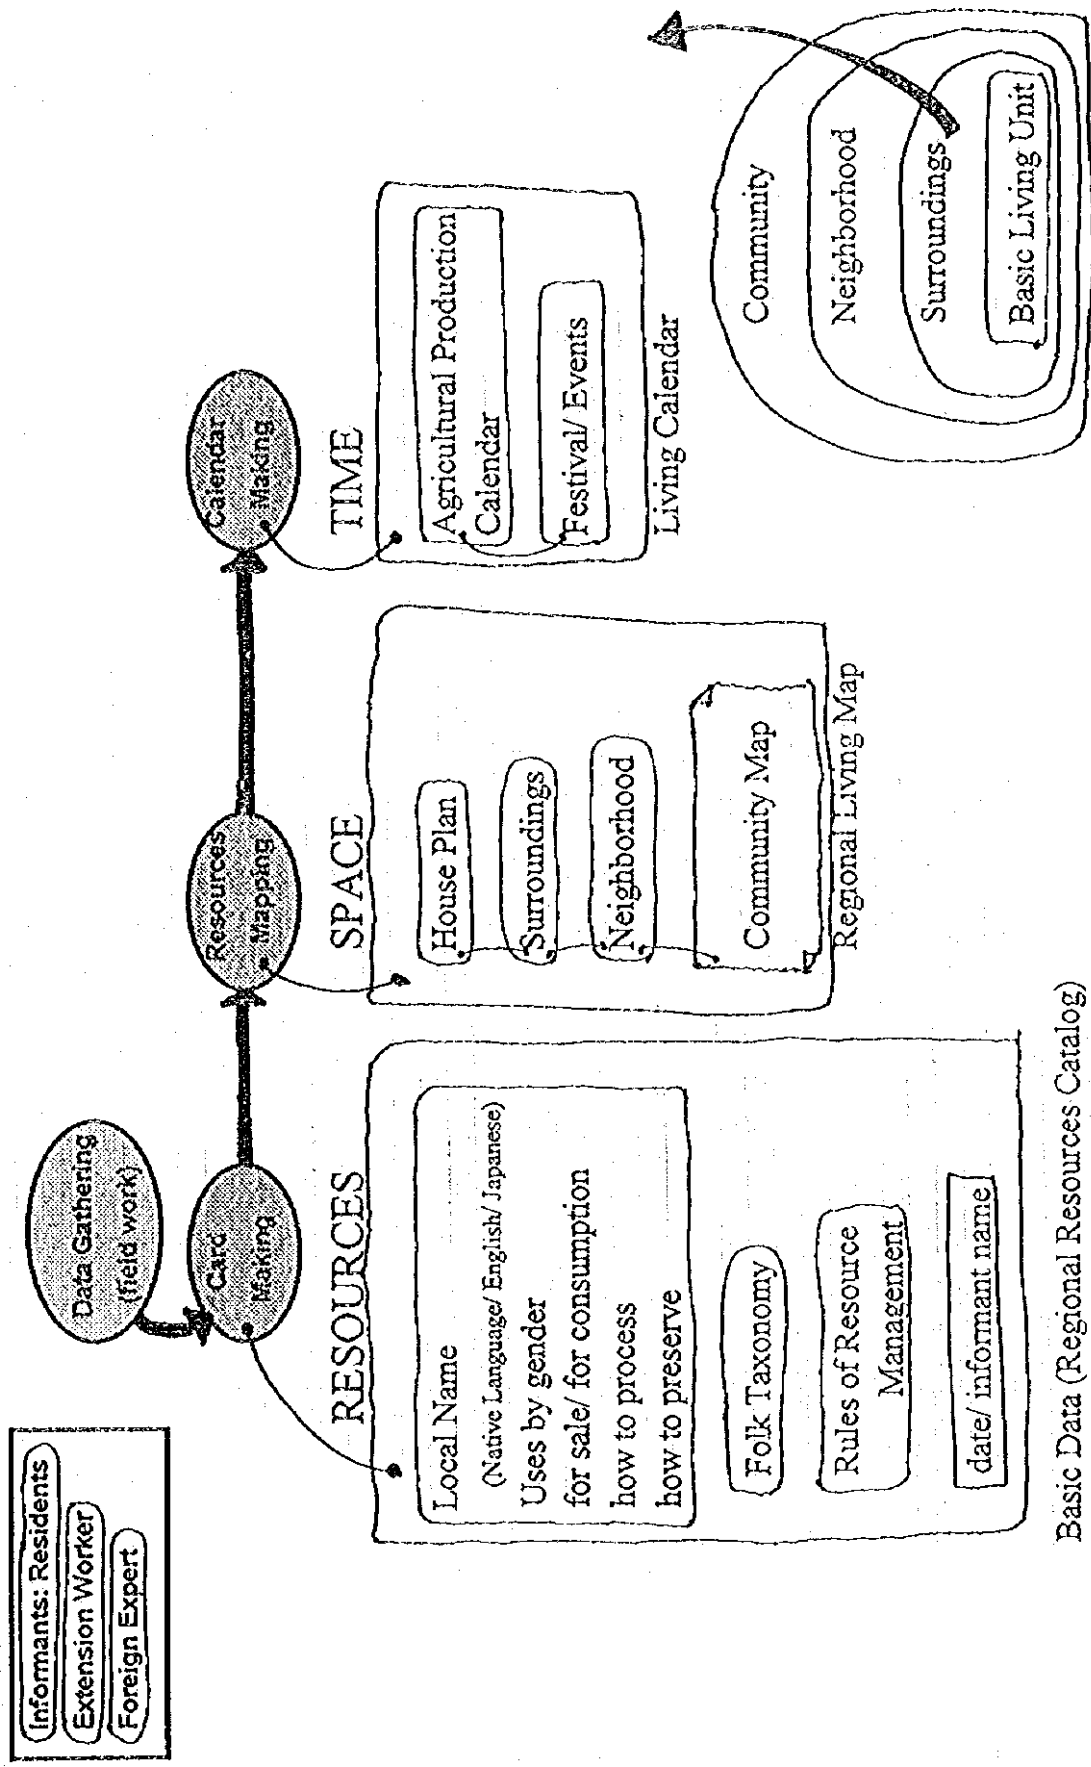 Informants: Residents
Extension Worker
Foreign Expert
Data Gathering
(field work)
Card
Making
Resources
Mapping
Calendar
Making
RESOURCES
Local Name
(Native Language/ English/ Japanese)
Uses by gender
for sale/ for consumption
how to process
how to preserve
Folk Taxonomy
Rules of Resource
Management
date/ informant name
Basic Data (Regional Resources Catalog)
SPACE
House Plan
Surroundings
Neighborhood
Community Map
Regional Living Map
TIME
Agricultural Production
Calendar
Festival/ Events
Living Calendar
Community
Neighborhood
Surroundings
Basic Living Unit